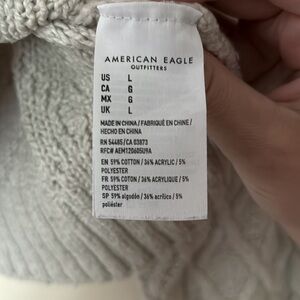 AMERICAN EAGLE
OUTFITTERS
US L
CA G
MX G
UK L
MADE IN CHINA / FABRIQUÉ EN CHINE /
HECHO EN CHINA
RN 54485/CA 03873
RFC# AEM120605U9A
EN 59% COTTON / 36% ACRYLIC / 5%
POLYESTER
FR 59% COTON / 36% ACRYLIQUE / 5%
POLYESTER
SP 59% algodón / 36% acrílico / 5%
poliéster